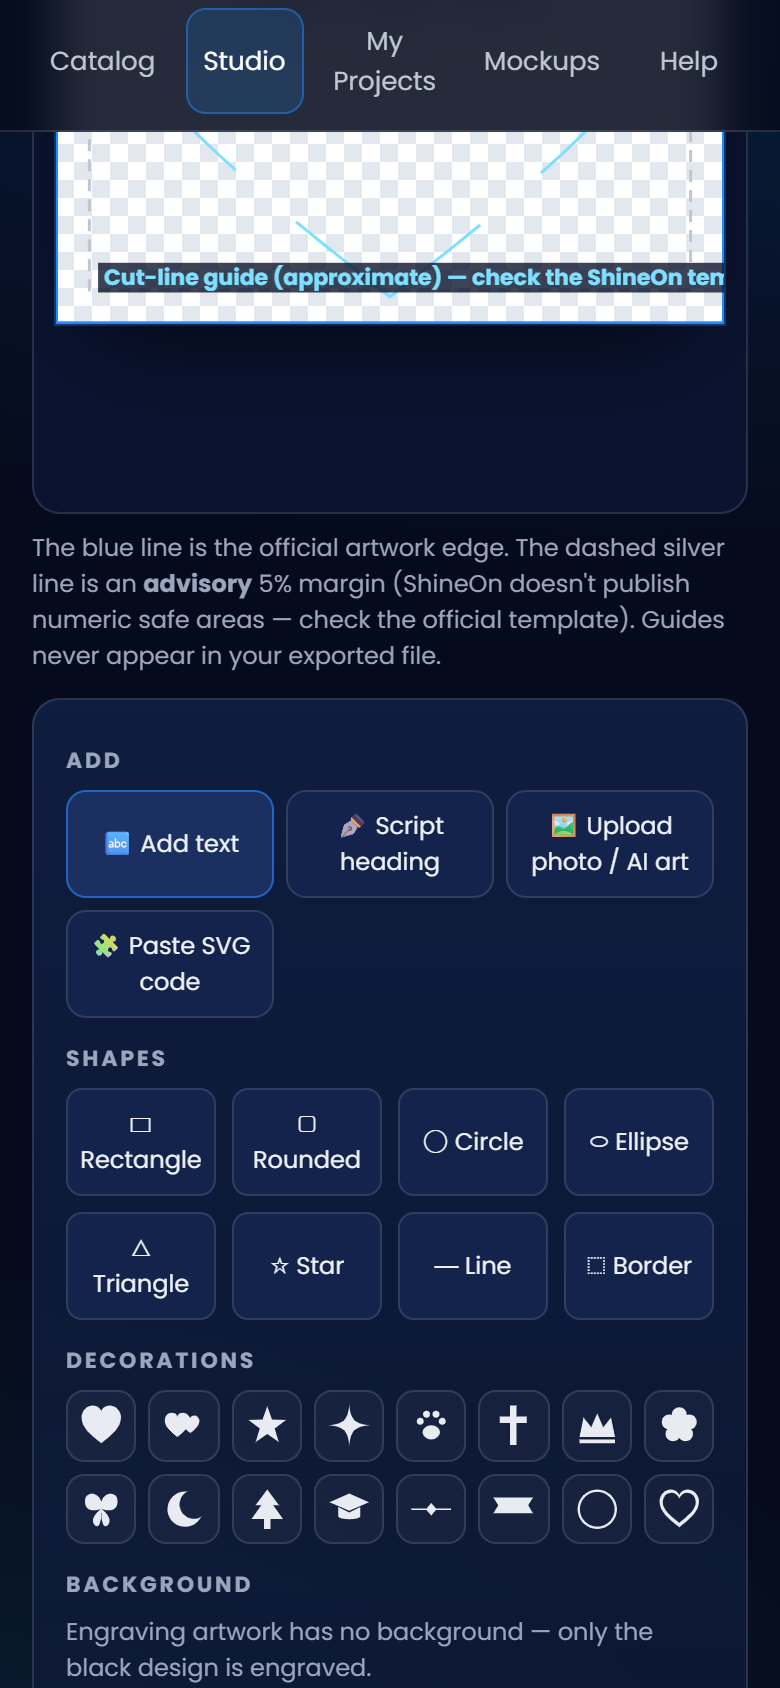 Catalog
Studio
My
Projects
Mockups
Help
Cut-line guide (approximate) — check the ShineOn tem
The blue line is the official artwork edge. The dashed silver
line is an advisory 5% margin (ShineOn doesn't publish
numeric safe areas — check the official template). Guides
never appear in your exported file.
ADD
abc Add text
Script
heading
Upload
photo / AI art
Paste SVG
code
SHAPES
Rectangle
Rounded
Circle
Ellipse
Triangle
Star
Line
Border
DECORATIONS
BACKGROUND
Engraving artwork has no background — only the
black design is engraved.